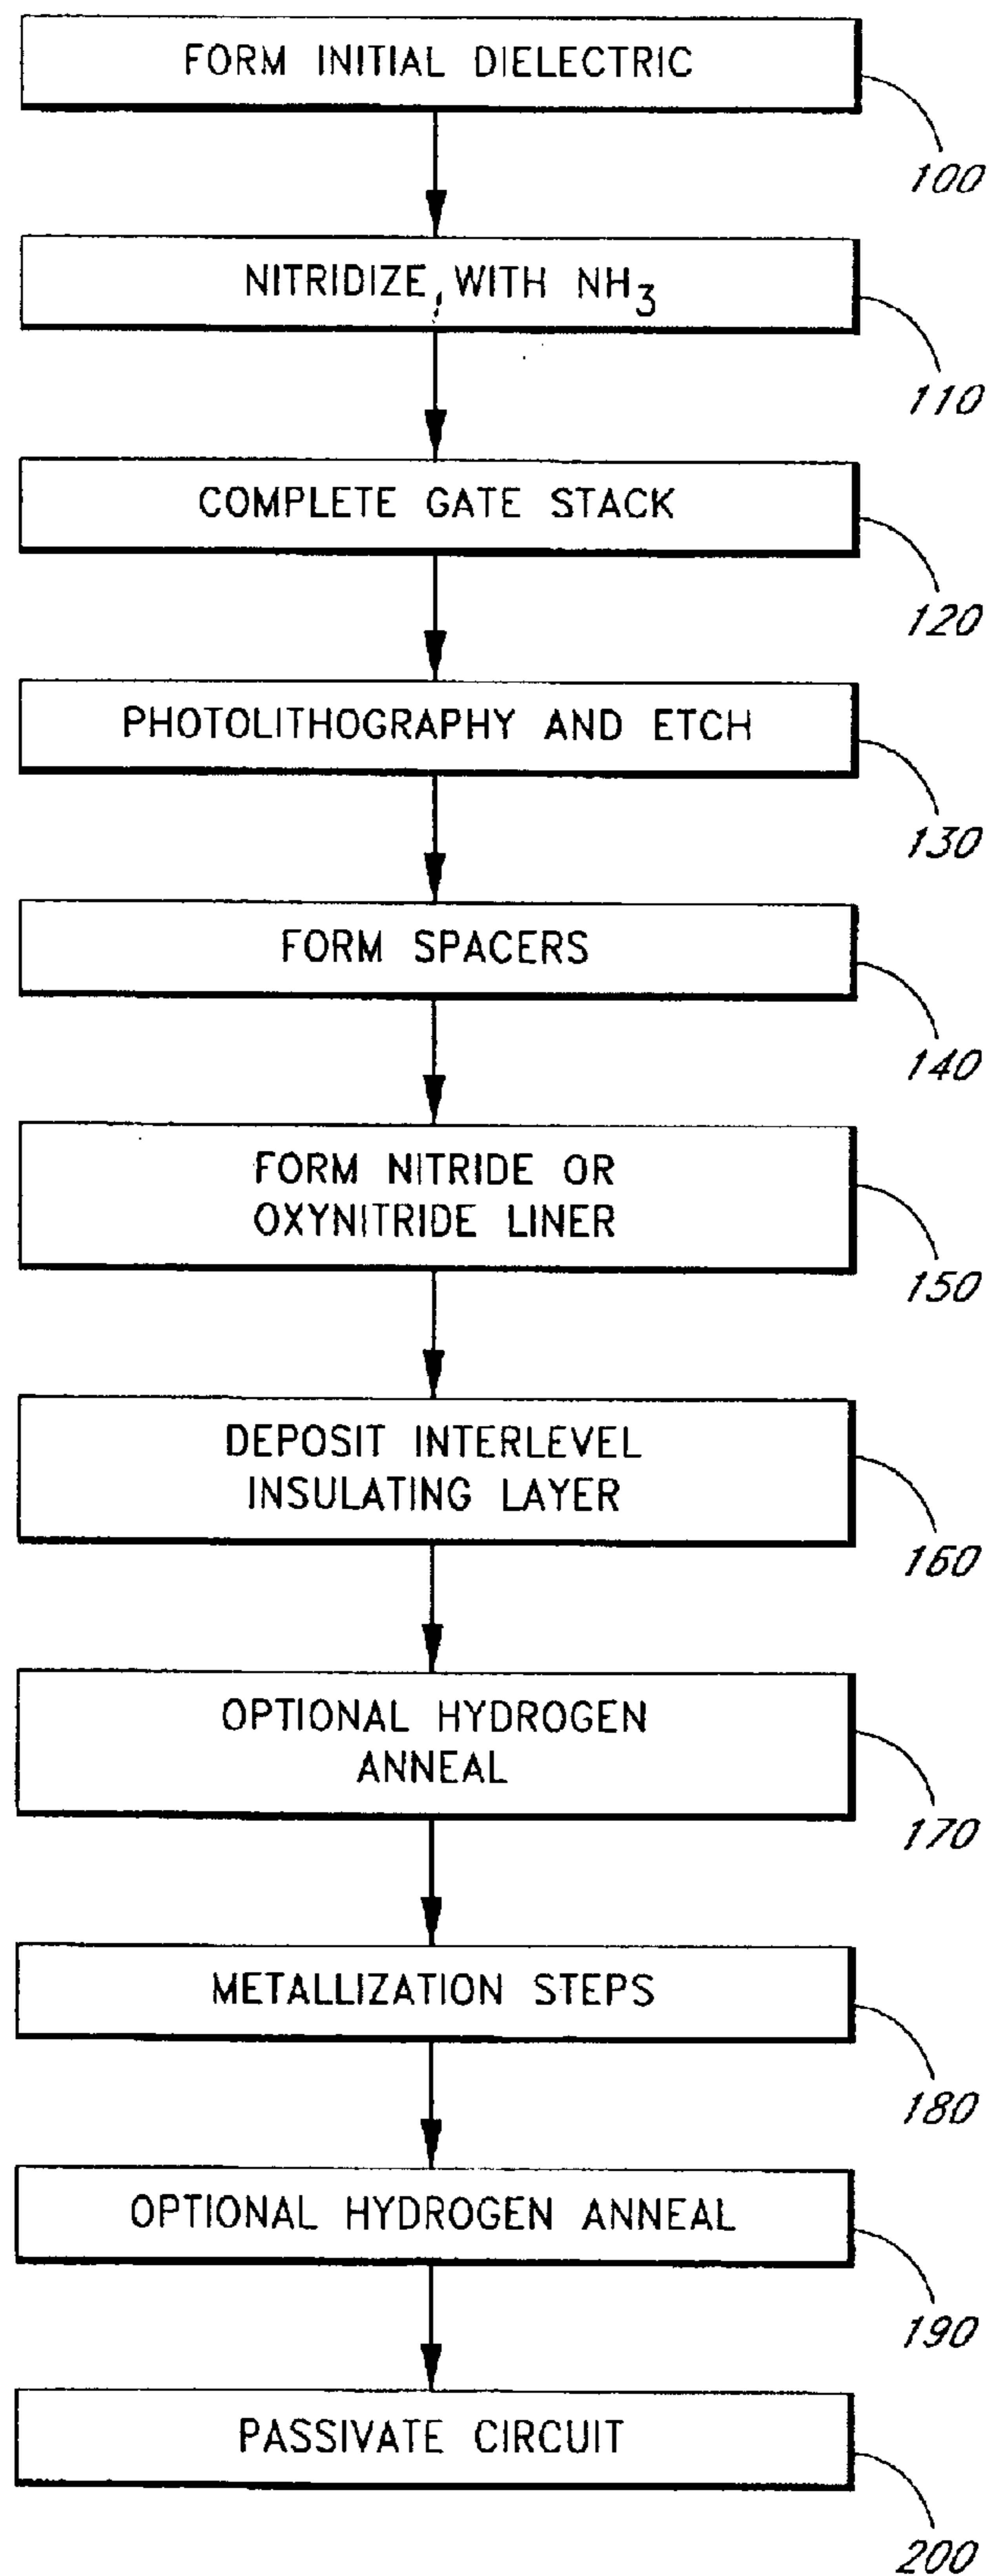 FORM INITIAL DIELECTRIC
100
NITRIDIZE WITH NH3
110
COMPLETE GATE STACK
120
PHOTOLITHOGRAPHY AND ETCH
130
FORM SPACERS
140
FORM NITRIDE OR
OXYNITRIDE LINER
150
DEPOSIT INTERLEVEL
INSULATING LAYER
160
OPTIONAL HYDROGEN
ANNEAL
170
METALLIZATION STEPS
180
OPTIONAL HYDROGEN ANNEAL
190
PASSIVATE CIRCUIT
200